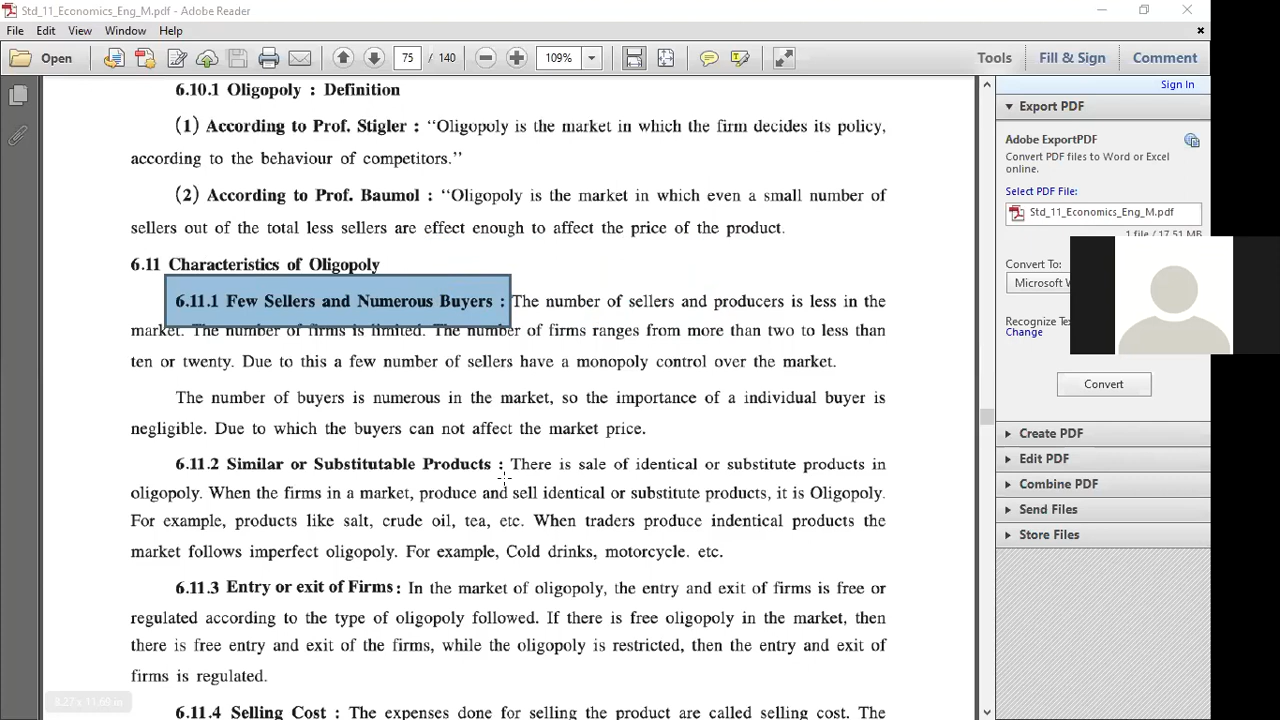 Std_11_Economics_Eng_M.pdf - Adobe Reader
File Edit View Window Help
Open 75 / 140 109% Tools Fill & Sign Comment
Sign In
Export PDF
Adobe ExportPDF
Convert PDF files to Word or Excel
online.
Select PDF File:
Std_11_Economics_Eng_M.pdf
1 file / 17.51 MB
Convert To:
Microsoft W
Recognize Te
Change
Convert
Create PDF
Edit PDF
Combine PDF
Send Files
Store Files
6.10.1 Oligopoly : Definition
(1) According to Prof. Stigler : “Oligopoly is the market in which the firm decides its policy,
according to the behaviour of competitors.”
(2) According to Prof. Baumol : “Oligopoly is the market in which even a small number of
sellers out of the total less sellers are effect enough to affect the price of the product.
6.11 Characteristics of Oligopoly
6.11.1 Few Sellers and Numerous Buyers : The number of sellers and producers is less in the
market. The number of firms is limited. The number of firms ranges from more than two to less than
ten or twenty. Due to this a few number of sellers have a monopoly control over the market.
The number of buyers is numerous in the market, so the importance of a individual buyer is
negligible. Due to which the buyers can not affect the market price.
6.11.2 Similar or Substitutable Products : There is sale of identical or substitute products in
oligopoly. When the firms in a market, produce and sell identical or substitute products, it is Oligopoly.
For example, products like salt, crude oil, tea, etc. When traders produce indentical products the
market follows imperfect oligopoly. For example, Cold drinks, motorcycle. etc.
6.11.3 Entry or exit of Firms : In the market of oligopoly, the entry and exit of firms is free or
regulated according to the type of oligopoly followed. If there is free oligopoly in the market, then
there is free entry and exit of the firms, while the oligopoly is restricted, then the entry and exit of
firms is regulated.
6.11.4 Selling Cost : The expenses done for selling the product are called selling cost. The
8.27 x 11.69 in